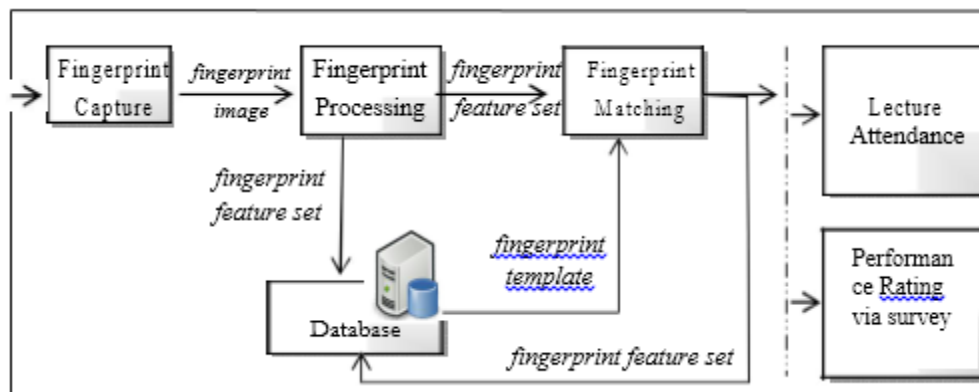 Fingerprint
Capture
fingerprint
image
Fingerprint
Processing
fingerprint
feature set
Fingerprint
Matching
Lecture
Attendance
fingerprint
feature set
fingerprint
template
Database
fingerprint feature set
Performan
ce Rating
via survey